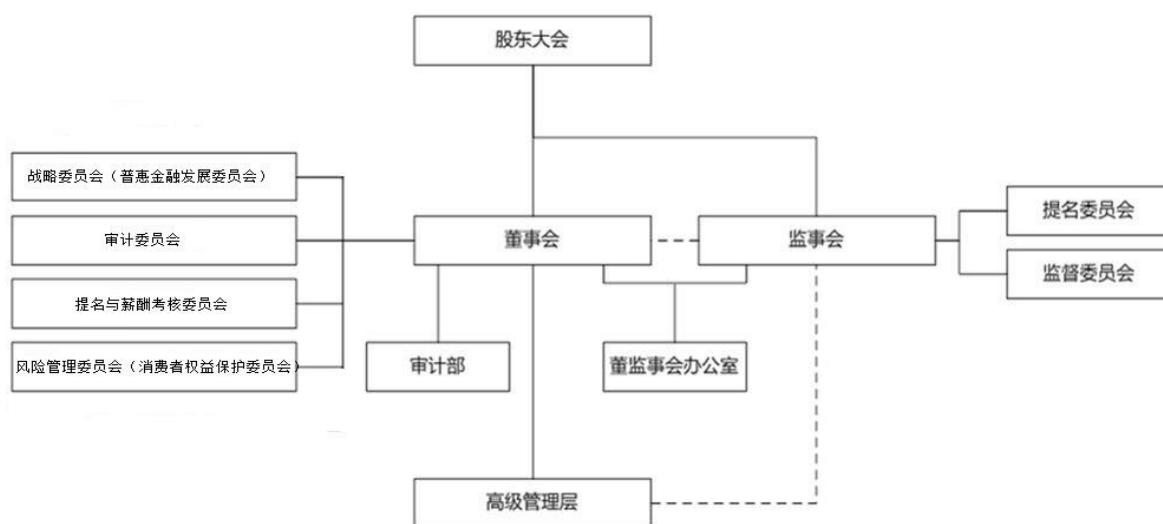 股东大会
战略委员会（普惠金融发展委员会）
审计委员会
提名与薪酬考核委员会
风险管理委员会（消费者权益保护委员会）
董事会
监事会
提名委员会
监督委员会
审计部
董监事会办公室
高级管理层